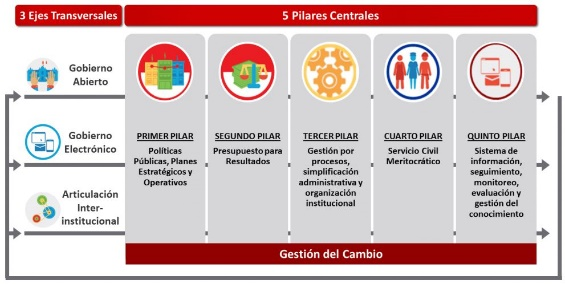 3 Ejes Transversales
5 Pilares Centrales
Gobierno
Abierto
Gobierno
Electrónico
Articulación
Inter-
institucional
PRIMER PILAR
Políticas
Públicas, Planes
Estratégicos y
Operativos
SEGUNDO PILAR
Presupuesto para
Resultados
TERCER PILAR
Gestión por
procesos,
simplificación
administrativa y
organización
institucional
CUARTO PILAR
Servicio Civil
Meritocrático
QUINTO PILAR
Sistema de
información,
seguimiento,
monitoreo,
evaluación y
gestión del
conocimiento
Gestión del Cambio